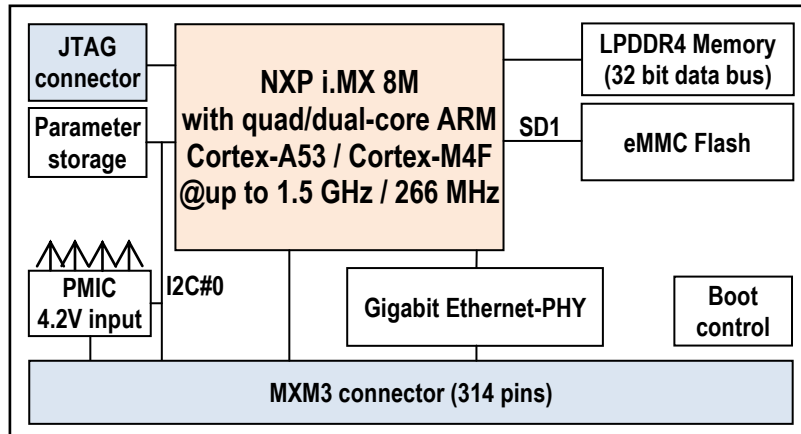 JTAG
connector
NXP i.MX 8M
with quad/dual-core ARM
Cortex-A53 / Cortex-M4F
@up to 1.5 GHz / 266 MHz
LPDDR4 Memory
(32 bit data bus)
Parameter
storage
SD1
eMMC Flash
PMIC
4.2V input
I2C#0
Gigabit Ethernet-PHY
Boot
control
MXM3 connector (314 pins)